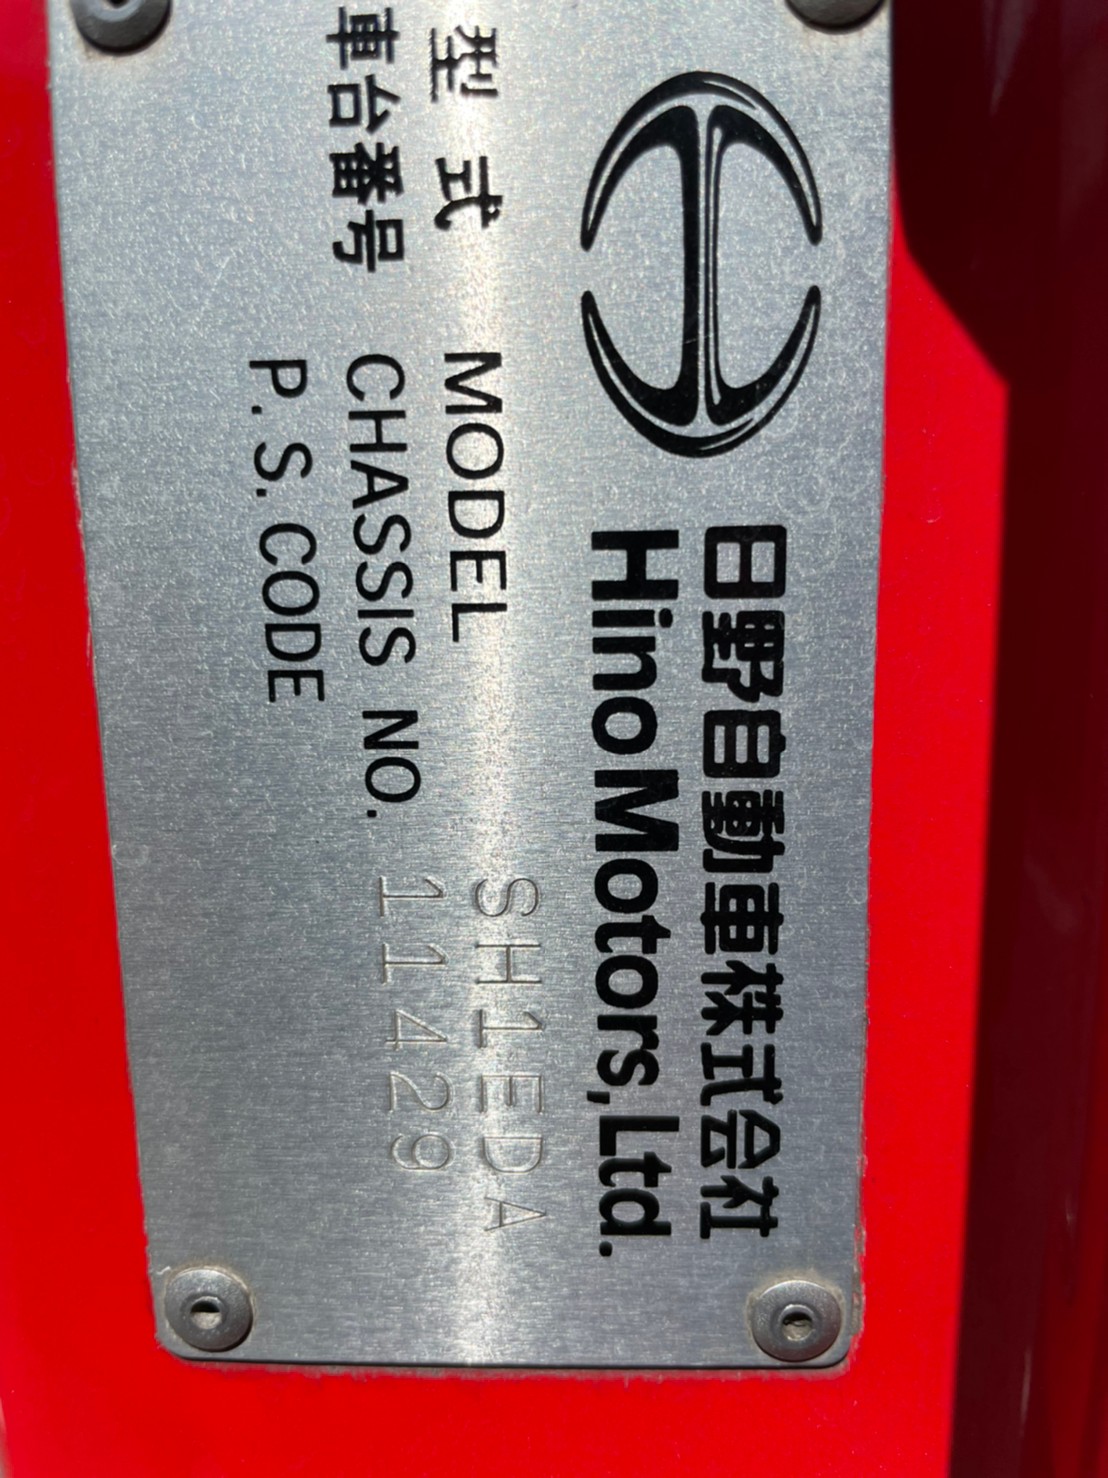 日野自動車株式会社
Hino Motors, Ltd.
型式 MODEL SH1EDA
車台番号 CHASSIS NO. 11429
P.S.CODE